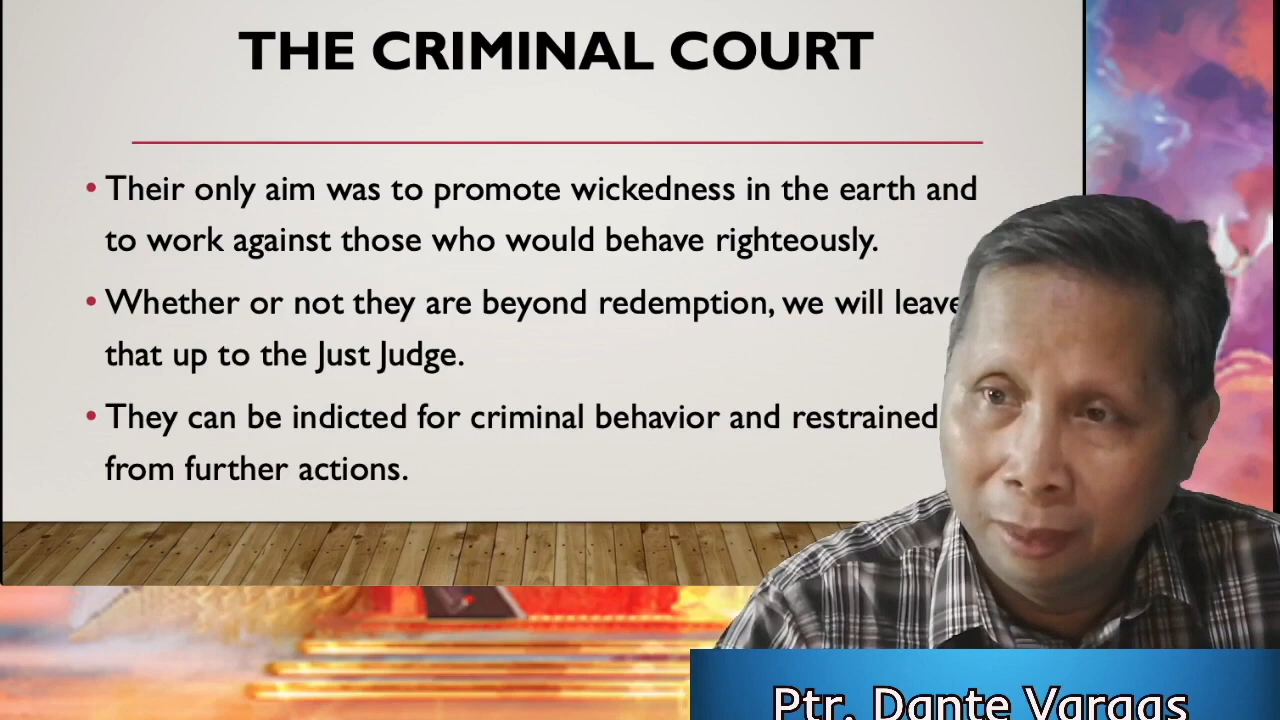 THE CRIMINAL COURT
• Their only aim was to promote wickedness in the earth and
to work against those who would behave righteously.
• Whether or not they are beyond redemption, we will leave
that up to the Just Judge.
• They can be indicted for criminal behavior and restrained
from further actions.
Ptr. Dante Vargas